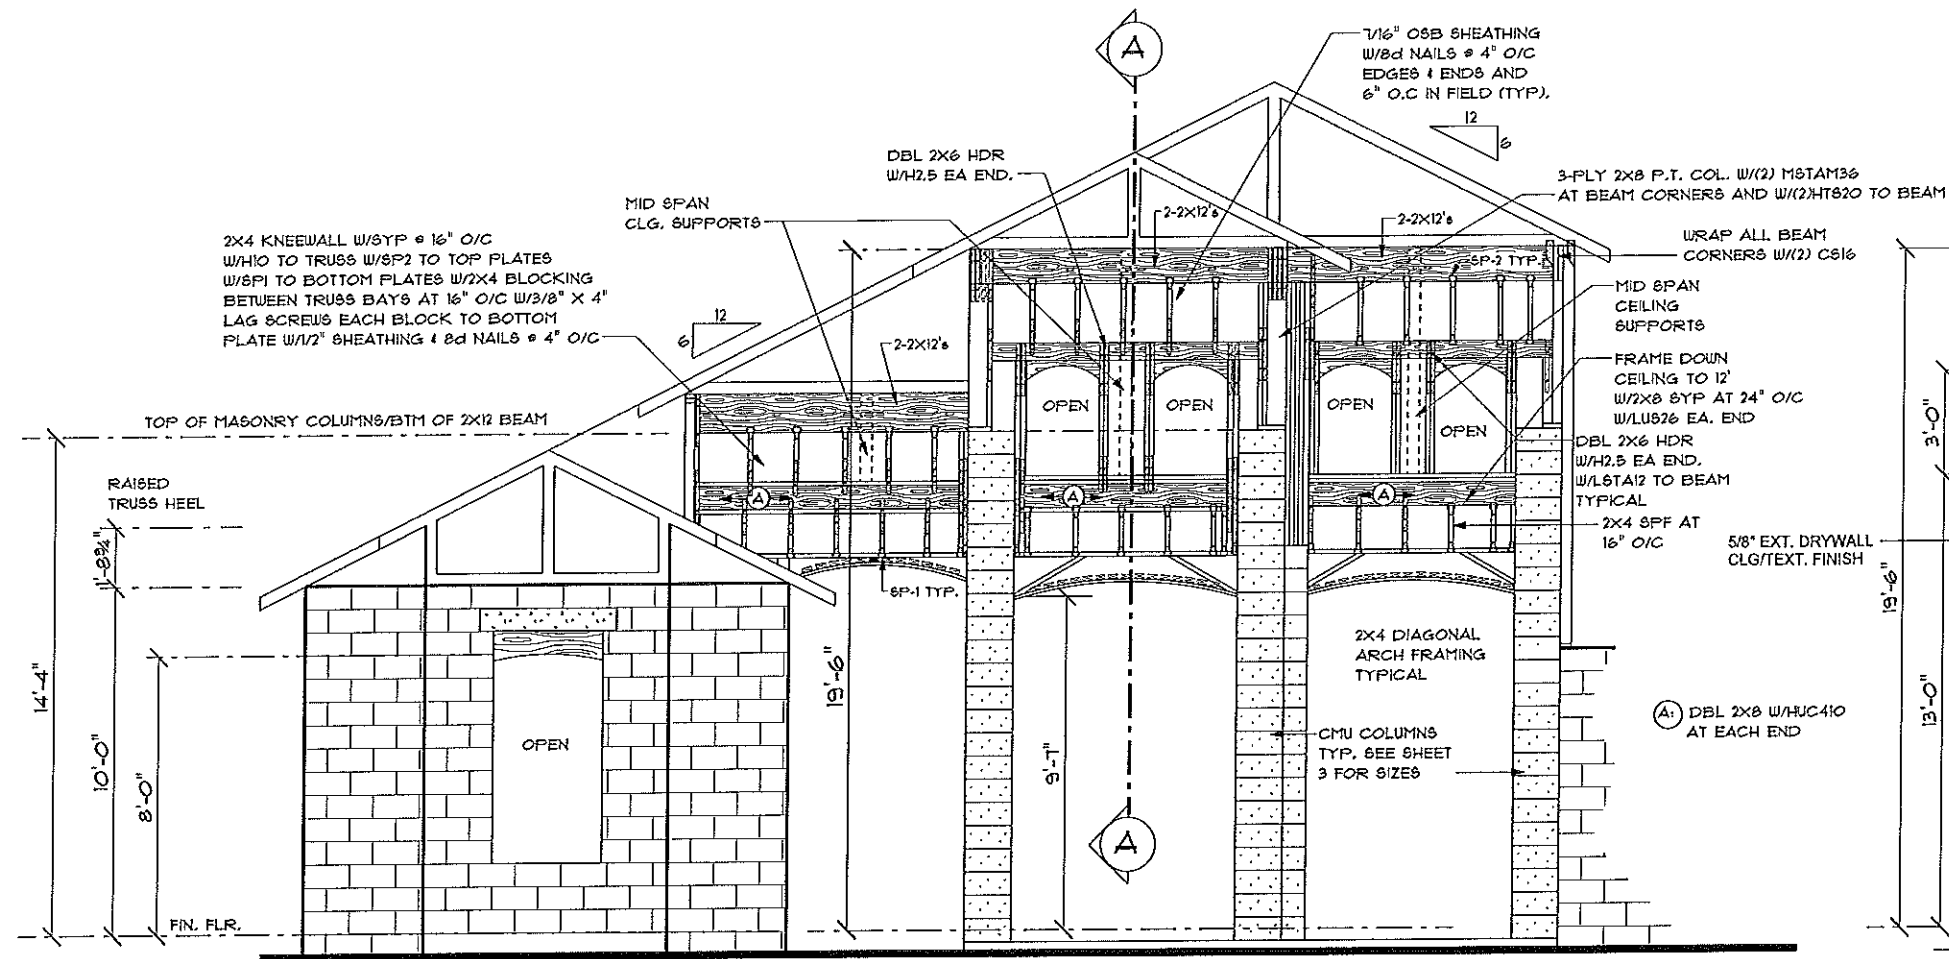 A
7/16" OSB SHEATHING
W/8d NAILS @ 4" O/C
EDGES & ENDS AND
6" O.C IN FIELD (TYP).
12
6
DBL 2X6 HDR
W/H2.5 EA END.
3-PLY 2X8 P.T. COL. W/(2) MSTAM36
AT BEAM CORNERS AND W/(2)HTS20 TO BEAM
MID SPAN
CLG. SUPPORTS
2-2X12's
2-2X12's
2X4 KNEEWALL W/SYP @ 16" O/C
W/H10 TO TRUSS W/SP2 TO TOP PLATES
W/SP1 TO BOTTOM PLATES W/2X4 BLOCKING
BETWEEN TRUSS BAYS AT 16" O/C W/3/8" X 4"
LAG SCREWS EACH BLOCK TO BOTTOM
PLATE W/1/2" SHEATHING & 8d NAILS @ 4" O/C
WRAP ALL BEAM
CORNERS W/(2) CS16
SP-2 TYP.
MID SPAN
CEILING
SUPPORTS
12
6
2-2X12's
FRAME DOWN
CEILING TO 12'
W/2X8 SYP AT 24" O/C
W/LUS26 EA. END
OPEN
OPEN
OPEN
OPEN
TOP OF MASONRY COLUMNS/BTM OF 2X12 BEAM
DBL 2X6 HDR
W/H2.5 EA END.
W/LSTA12 TO BEAM
TYPICAL
3'-0"
RAISED
TRUSS HEEL
A
A
A
2X4 SPF AT
16" O/C
5/8" EXT. DRYWALL
CLG/TEXT. FINISH
1'-8¾"
SP-1 TYP.
19'-6"
2X4 DIAGONAL
ARCH FRAMING
TYPICAL
14'-4"
10'-0"
8'-0"
19'-6"
9'-1"
13'-0"
A: DBL 2X8 W/HUC410
AT EACH END
OPEN
CMU COLUMNS
TYP. SEE SHEET
3 FOR SIZES
A
FIN. FLR.